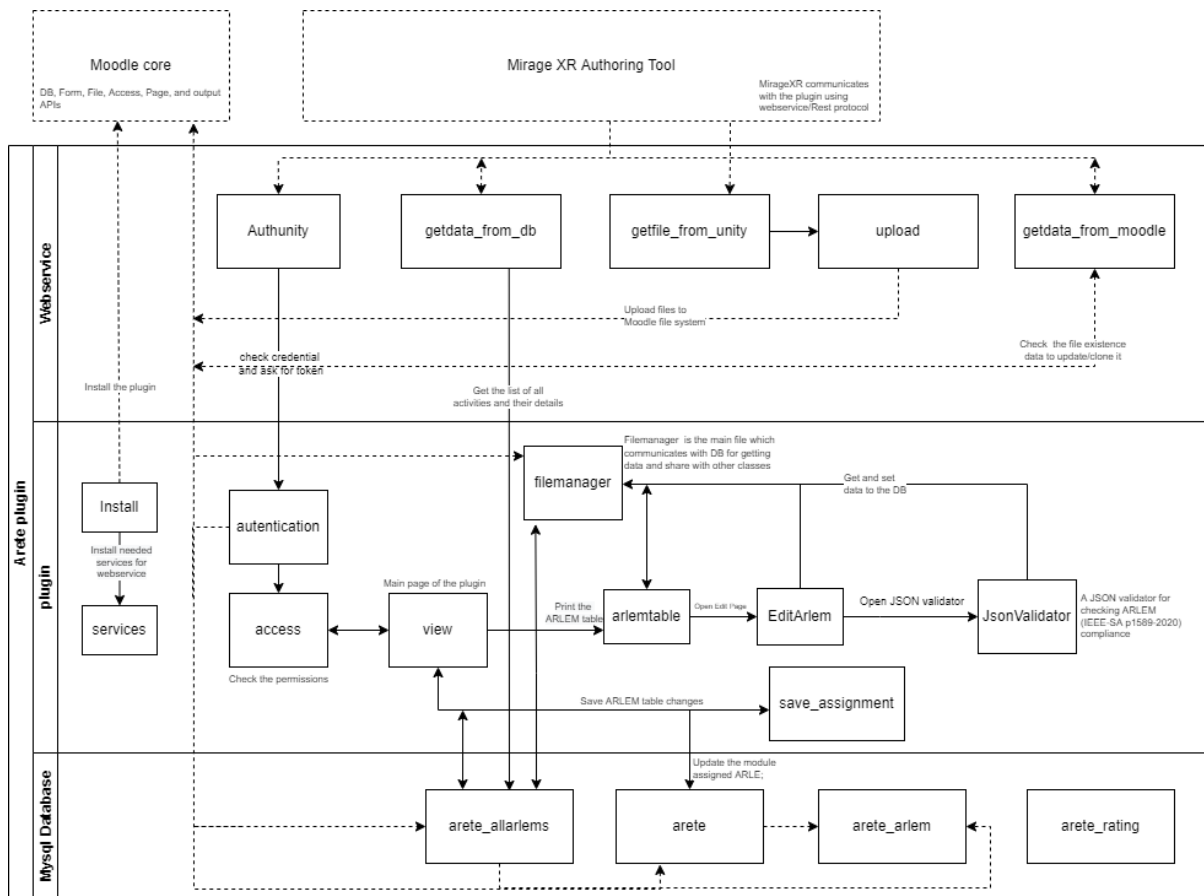 Moodle core
DB, Form, File, Access, Page, and output
APIs
Mirage XR Authoring Tool
MirageXR communicates
with the plugin using
webservice/Rest protocol
Arete plugin
Webservice
Authunity
getdata_from_db
getfile_from_unity
upload
getdata_from_moodle
Upload files to
Moodle file system
check credential
and ask for token
Check the file existence
data to update/clone it
Install the plugin
Get the list of all
activities and their details
plugin
Filemanager is the main file which
communicates with DB for getting
data and share with other classes
filemanager
Get and set
data to the DB
Install
autentication
Install needed
services for
webservice
services
access
Check the permissions
Main page of the plugin
view
Print the
ARLEM table
arlemtable
Open Edit Page
EditArlem
Open JSON validator
JsonValidator
A JSON validator for
checking ARLEM
(IEEE-SA p1589-2020)
compliance
Save ARLEM table changes
save_assignment
Mysql Database
Update the module
assigned ARLE;
arete_allarlems
arete
arete_arlem
arete_rating